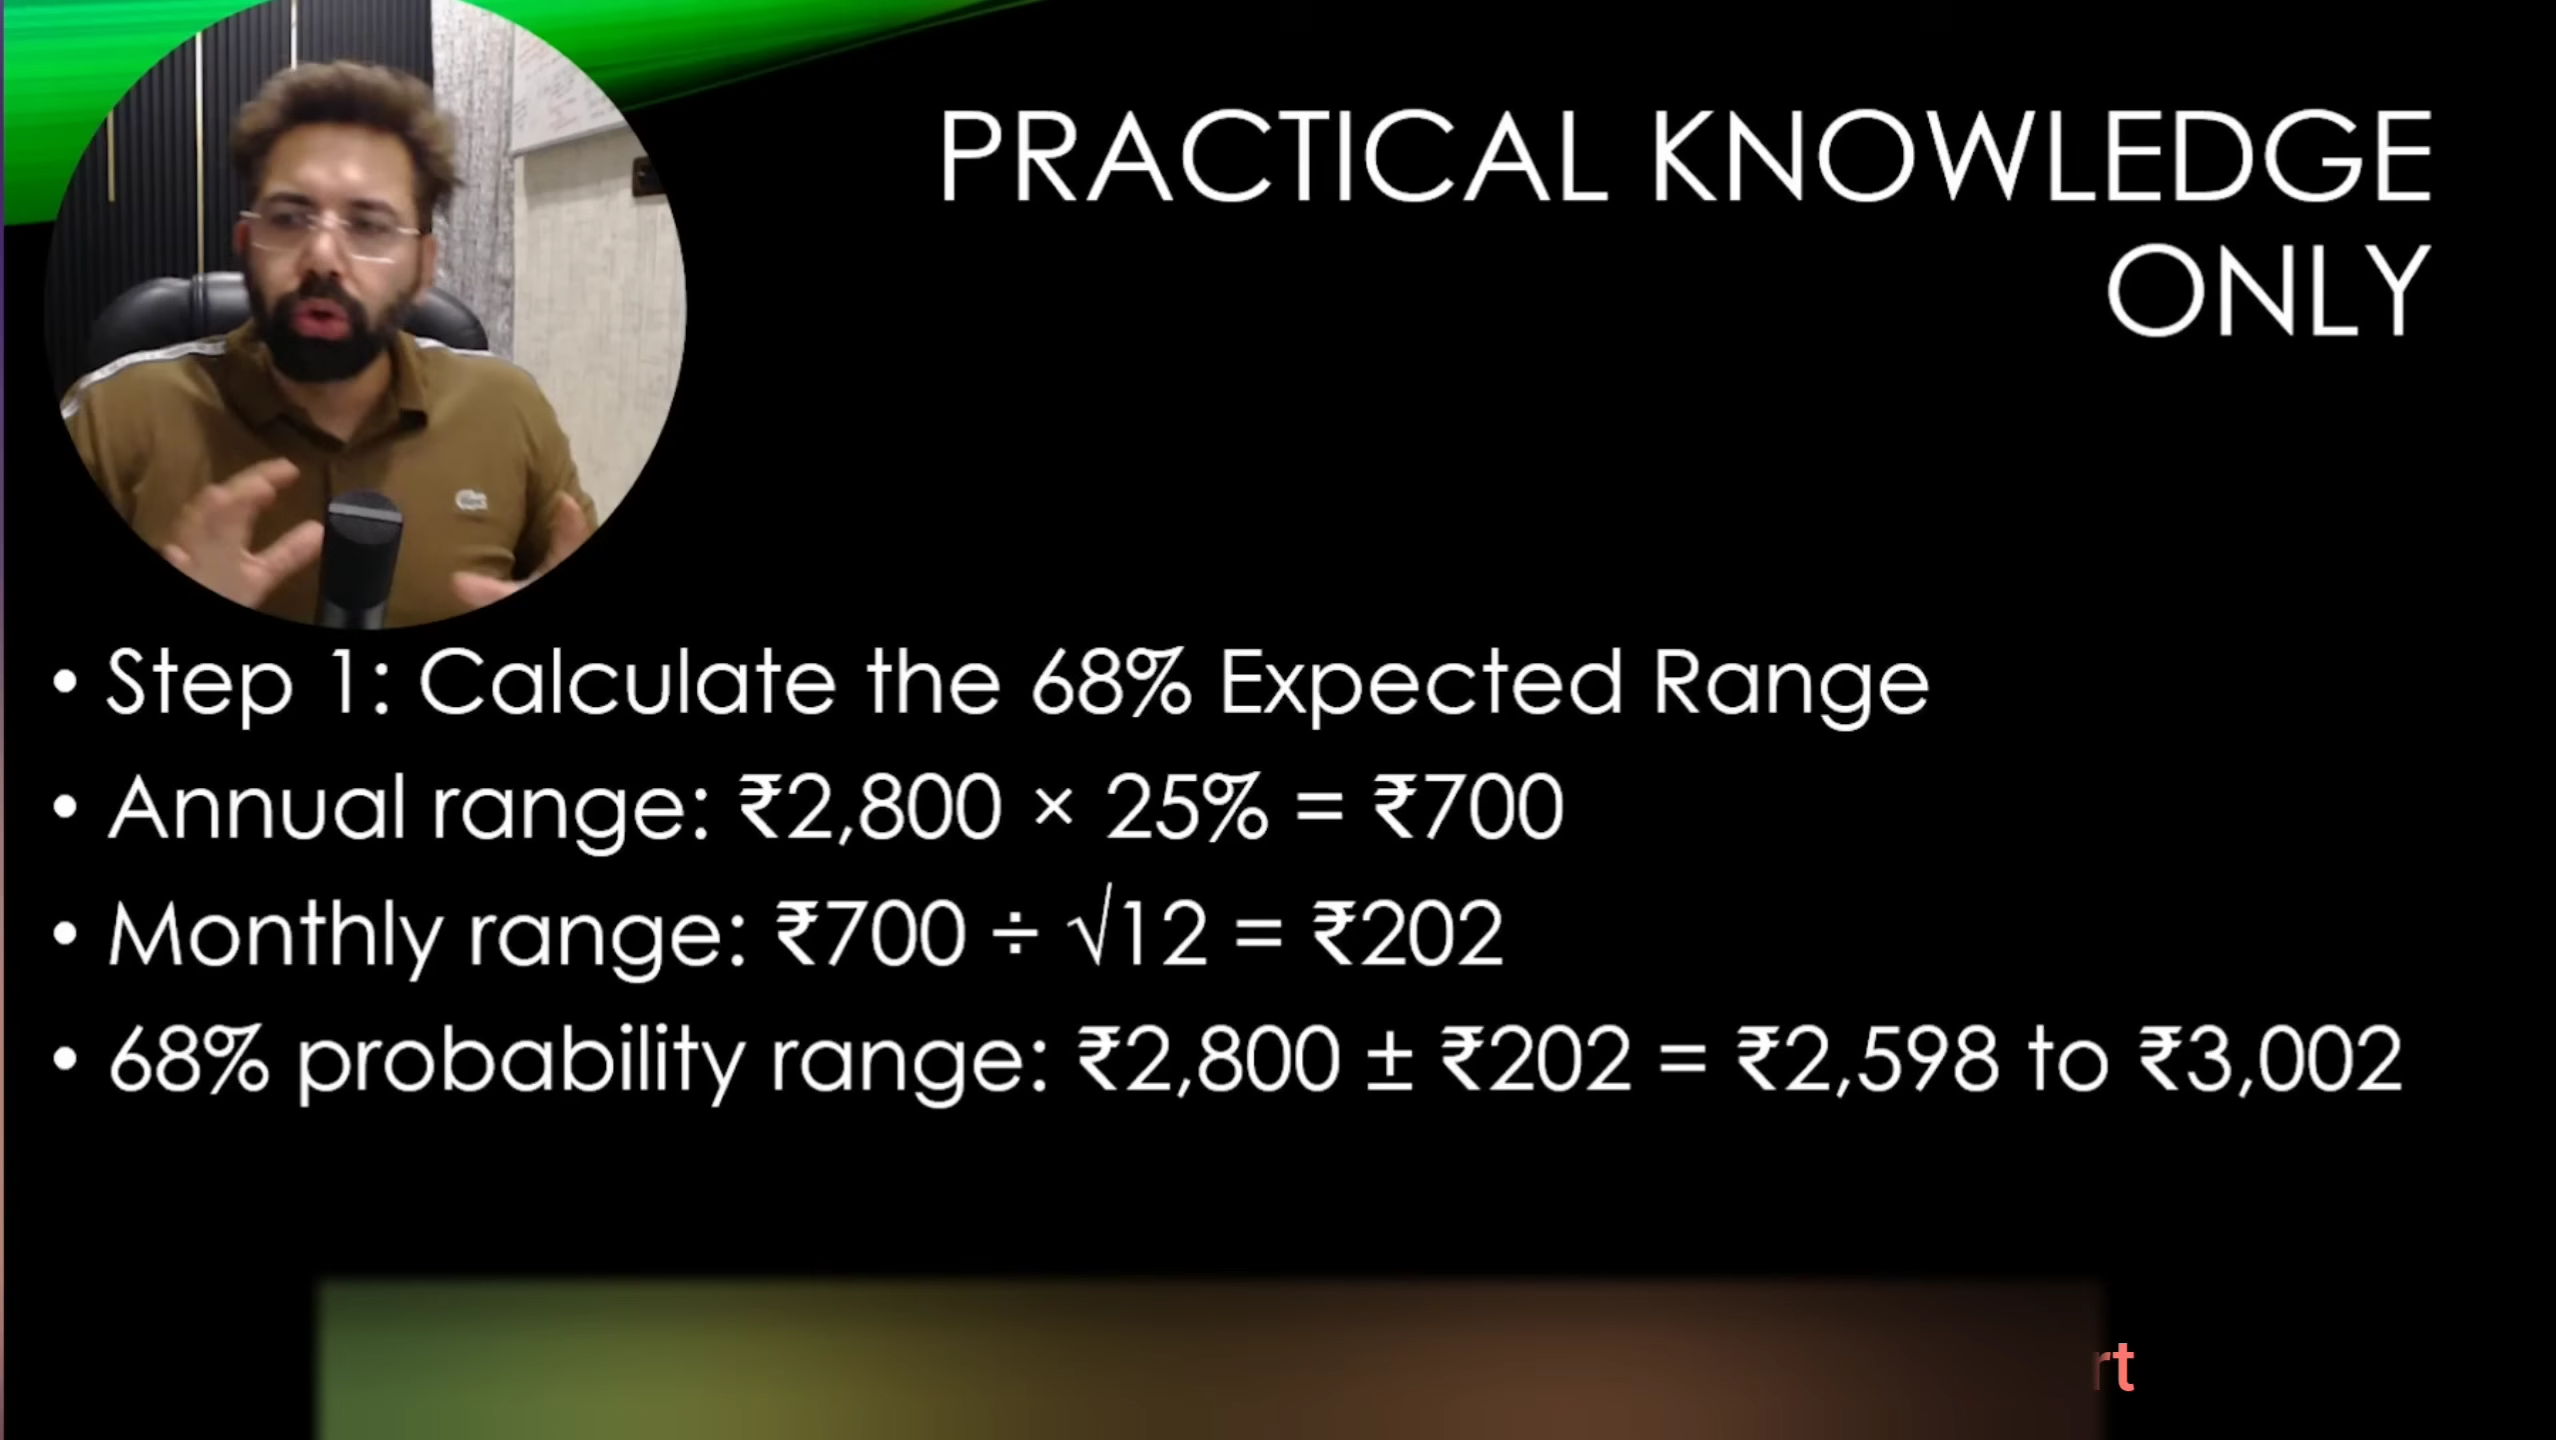 PRACTICAL KNOWLEDGE
ONLY
• Step 1: Calculate the 68% Expected Range
• Annual range: ₹2,800 × 25% = ₹700
• Monthly range: ₹700 ÷ √12 = ₹202
• 68% probability range: ₹2,800 ± ₹202 = ₹2,598 to ₹3,002